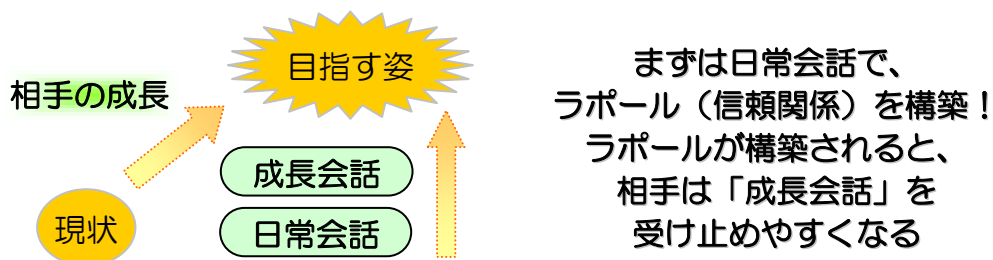 目指す姿
相手の成長
成長会話
日常会話
現状
まずは日常会話で、
ラポール（信頼関係）を構築！
ラポールが構築されると、
相手は「成長会話」を
受け止めやすくなる